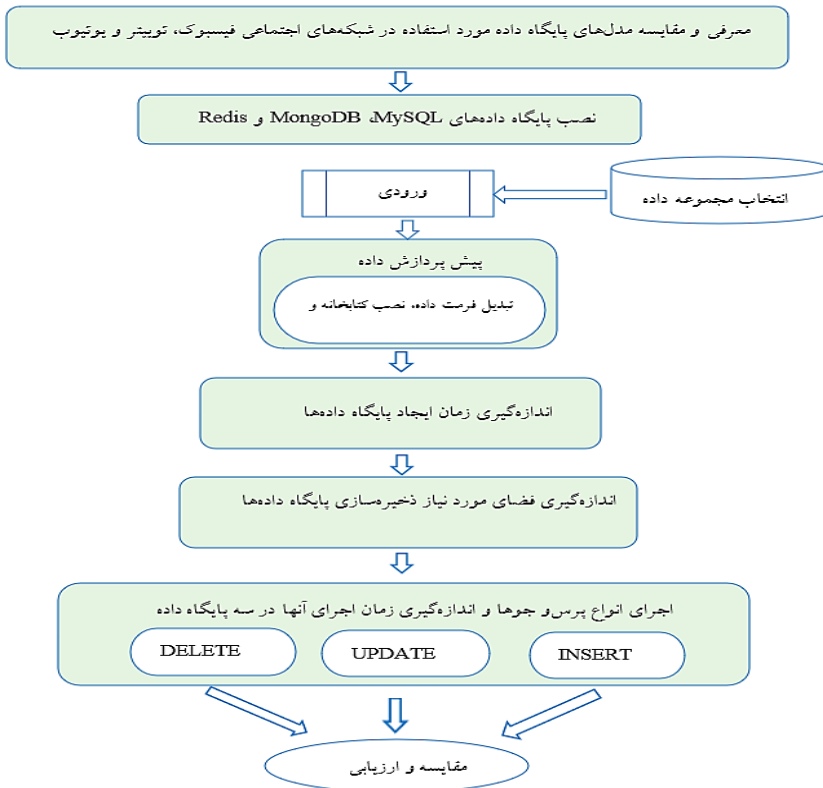 معرفی و مقایسه مدل‌های پایگاه داده مورد استفاده در شبکه‌های اجتماعی فیسبوک، توییتر و یوتیوب
نصب پایگاه داده‌های MySQL، MongoDB و Redis
ورودی
انتخاب مجموعه داده
پیش پردازش داده
تبدیل فرمت داده، نصب کتابخانه و
اندازه‌گیری زمان ایجاد پایگاه داده‌ها
اندازه‌گیری فضای مورد نیاز ذخیره‌سازی پایگاه داده‌ها
اجرای انواع پرس‌و جوها و اندازه‌گیری زمان اجرای آنها در سه پایگاه داده
INSERT
UPDATE
DELETE
مقایسه و ارزیابی